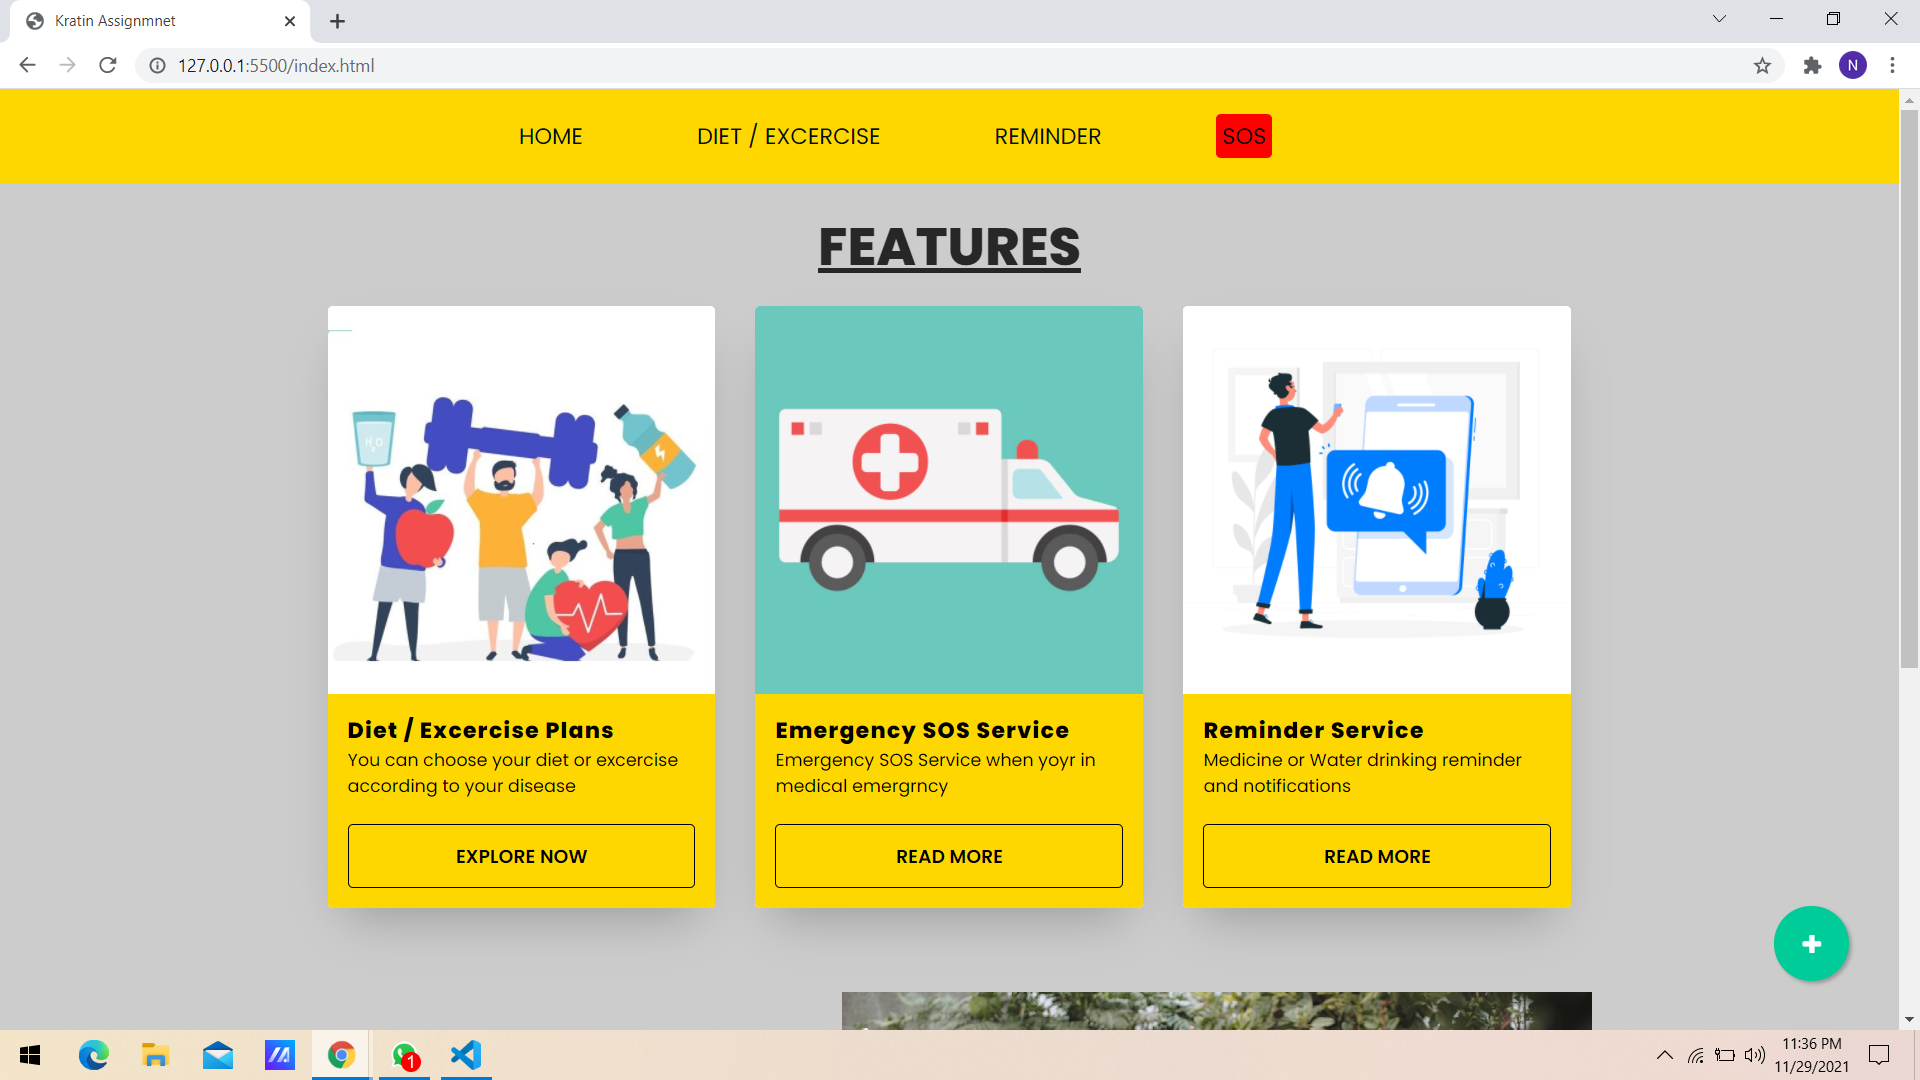 Kratin Assignmnet
127.0.0.1:5500/index.html
N
HOME
DIET / EXCERCISE
REMINDER
SOS
FEATURES
H₂O
Diet / Excercise Plans
You can choose your diet or excercise
according to your disease
EXPLORE NOW
Emergency SOS Service
Emergency SOS Service when yoyr in
medical emergrncy
READ MORE
Reminder Service
Medicine or Water drinking reminder
and notifications
READ MORE
1
11:36 PM
11/29/2021